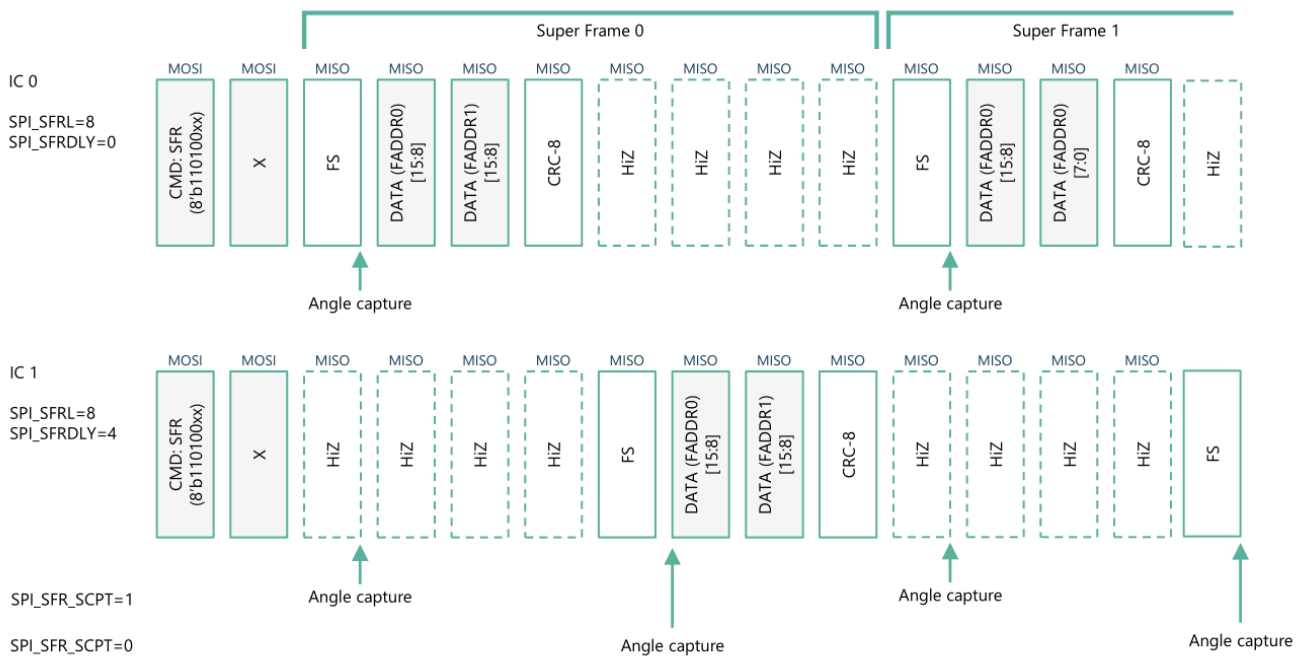 Super Frame 0
Super Frame 1
MOSI MOSI MISO MISO MISO MISO MISO MISO MISO MISO MISO MISO MISO MISO
IC 0
SPI_SFRL=8
SPI_SFRDLY=0
CMD: SFR
(8'b110100xx)
X
FS
DATA (FADDR0)
[15:8]
DATA (FADDR1)
[15:8]
CRC-8
HiZ
HiZ
HiZ
HiZ
FS
DATA (FADDR0)
[15:8]
DATA (FADDR0)
[7:0]
CRC-8
HiZ
Angle capture
Angle capture
MOSI MOSI MISO MISO MISO MISO MISO MISO MISO MISO MISO MISO MISO MISO
IC 1
SPI_SFRL=8
SPI_SFRDLY=4
CMD: SFR
(8'b110100xx)
X
HiZ
HiZ
HiZ
HiZ
FS
DATA (FADDR0)
[15:8]
DATA (FADDR1)
[15:8]
CRC-8
HiZ
HiZ
HiZ
HiZ
FS
SPI_SFR_SCPT=1
Angle capture
Angle capture
SPI_SFR_SCPT=0
Angle capture
Angle capture